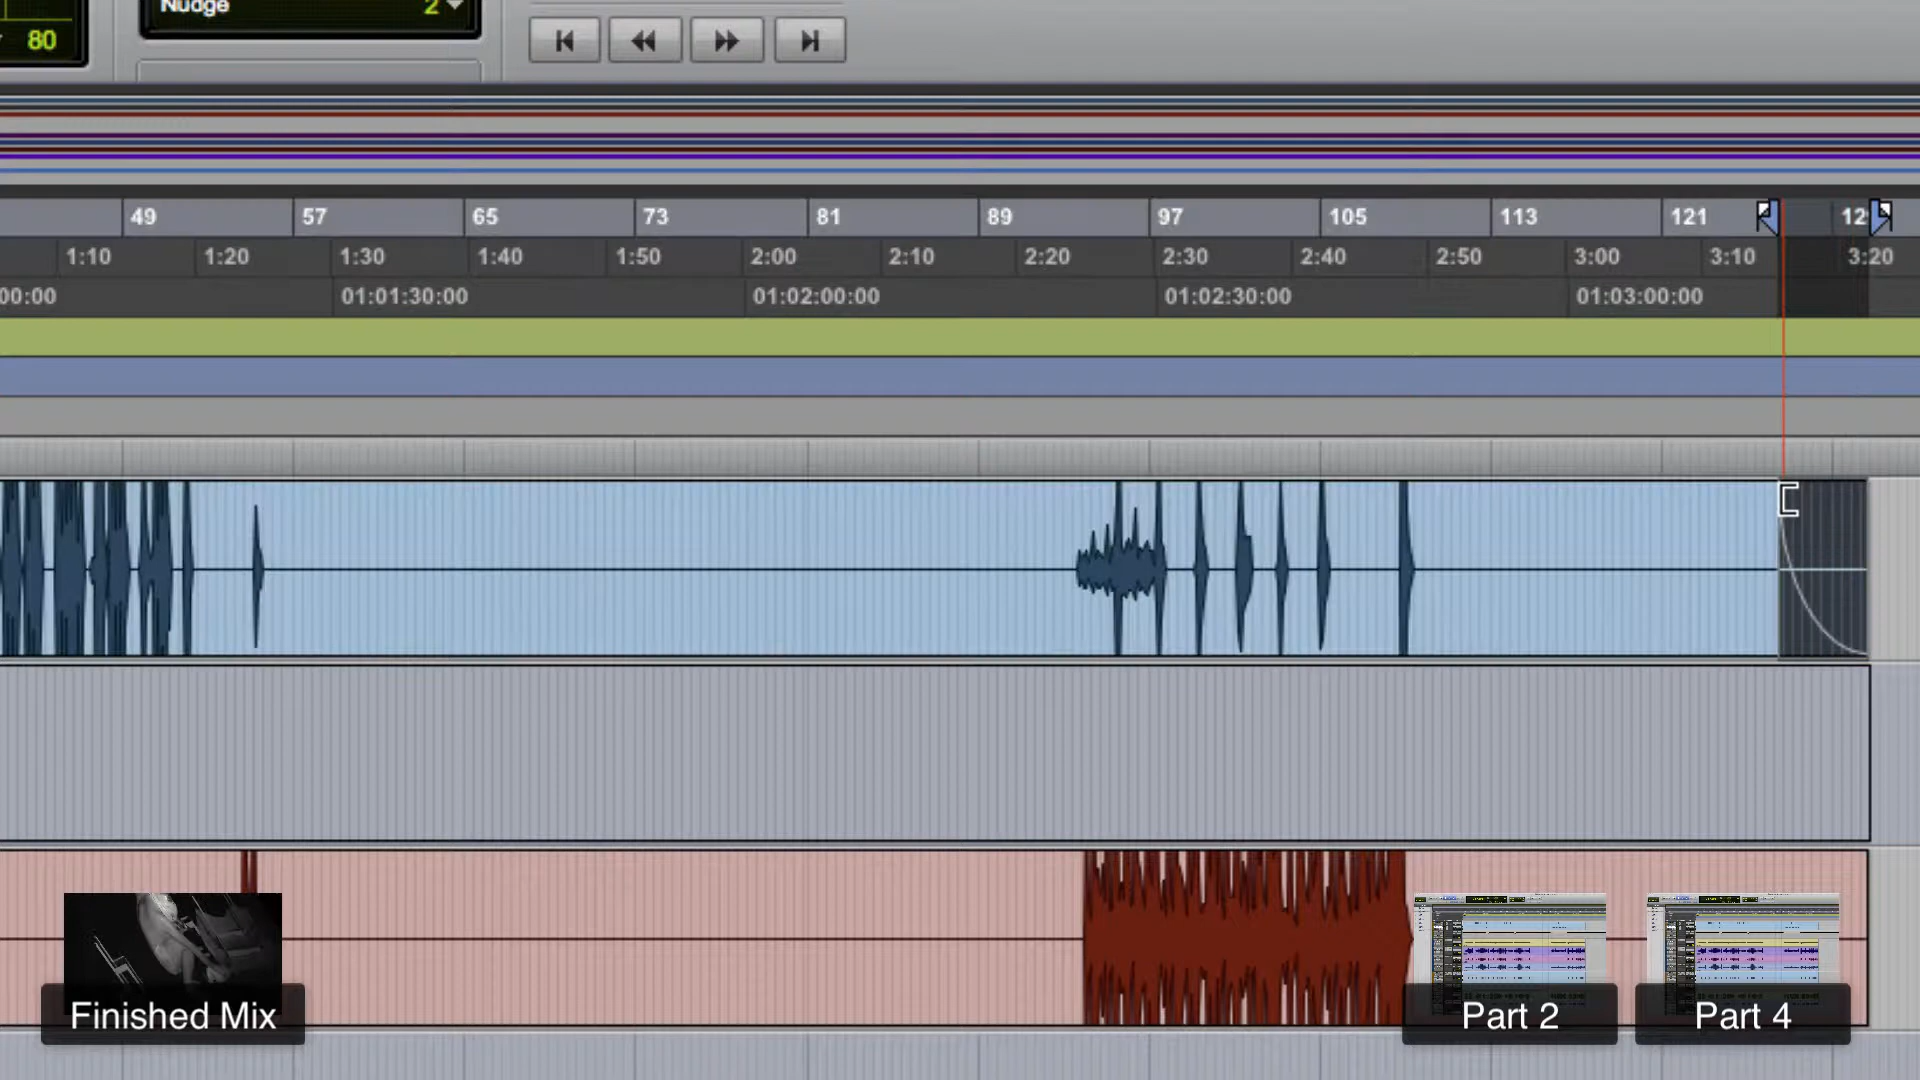 Nudge 2
80
49 57 65 73 81 89 97 105 113 121 12
1:10 1:20 1:30 1:40 1:50 2:00 2:10 2:20 2:30 2:40 2:50 3:00 3:10 3:20
00:00 01:01:30:00 01:02:00:00 01:02:30:00 01:03:00:00
Finished Mix Part 2 Part 4